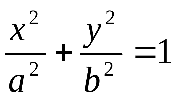 x²/a² + y²/b² = 1